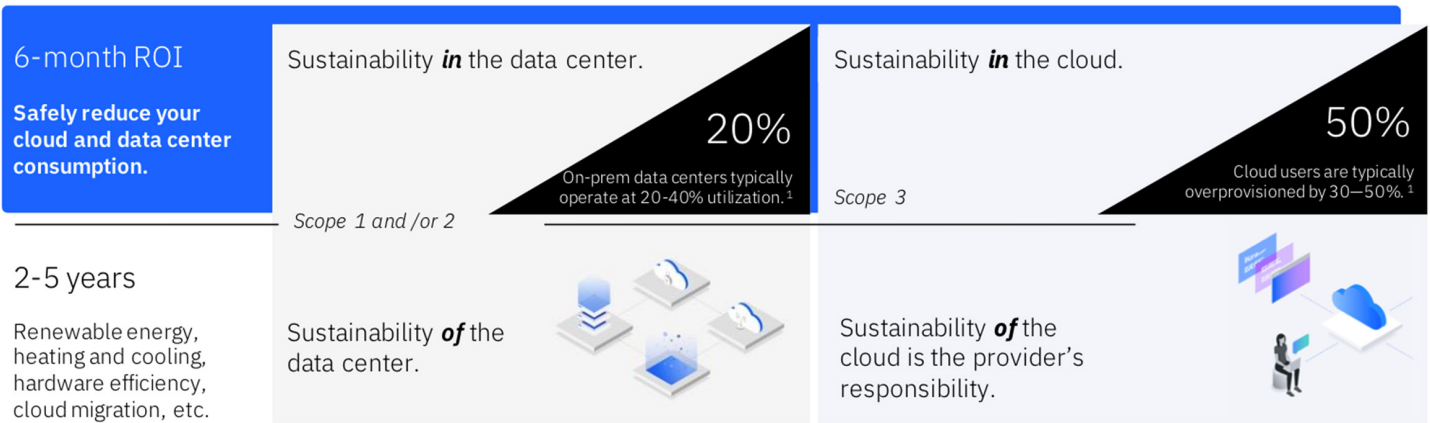 6-month ROI
Safely reduce your
cloud and data center
consumption.
Sustainability in the data center.
20%
On-prem data centers typically
operate at 20-40% utilization.1
Scope 1 and /or 2
Sustainability in the cloud.
50%
Cloud users are typically
overprovisioned by 30—50%.1
Scope 3
2-5 years
Renewable energy,
heating and cooling,
hardware efficiency,
cloud migration, etc.
Sustainability of the
data center.
Sustainability of the
cloud is the provider’s
responsibility.